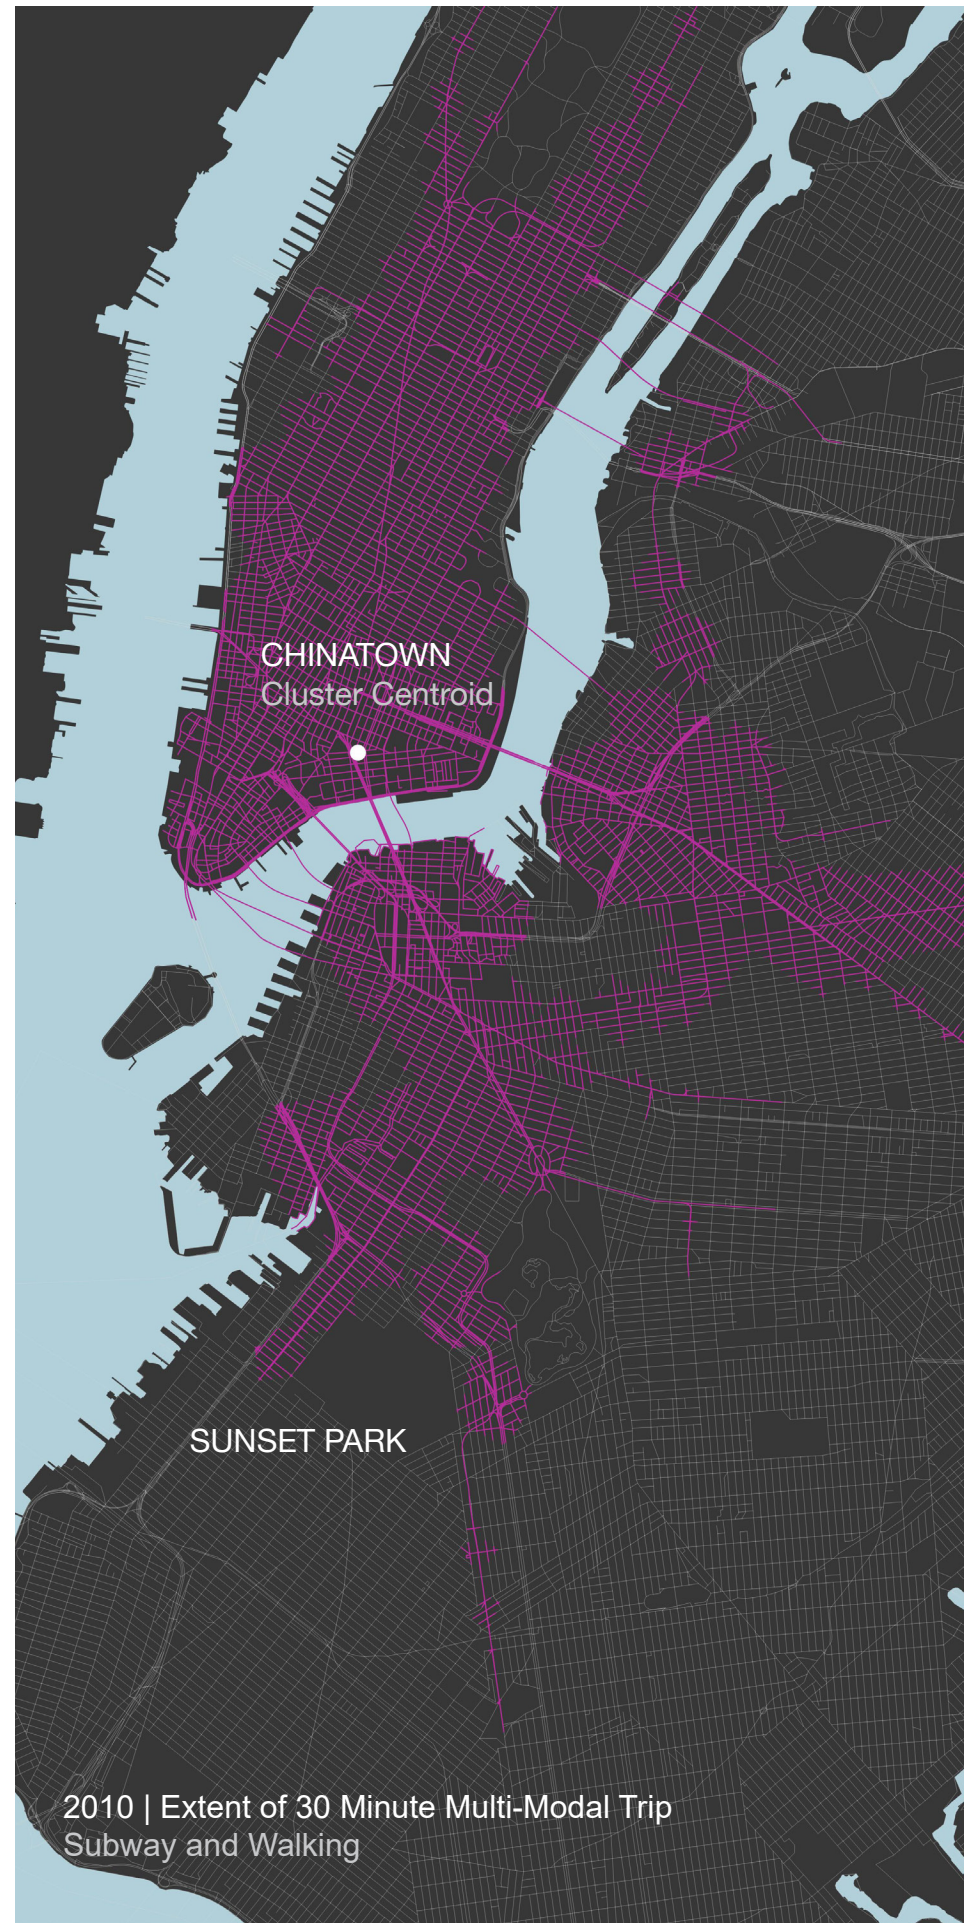 CHINATOWN
Cluster Centroid
SUNSET PARK
2010 | Extent of 30 Minute Multi-Modal Trip
Subway and Walking